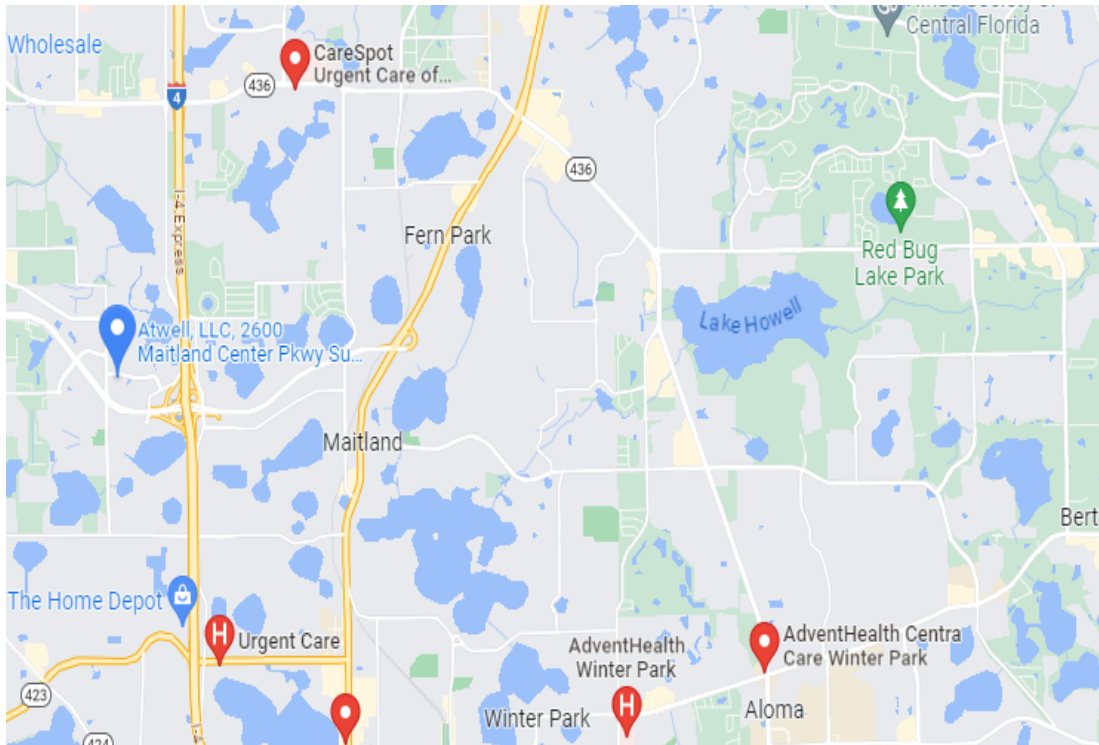 Wholesale
CareSpot
Urgent Care of...
Central Florida
436
4
I-4 Express
436
Fern Park
Red Bug
Lake Park
Lake Howell
Atwell, LLC, 2600
Maitland Center Pkwy Su...
Maitland
Bert
The Home Depot
H
Urgent Care
AdventHealth
Winter Park
AdventHealth Centra
Care Winter Park
423
H
Winter Park
Aloma
I-4
424